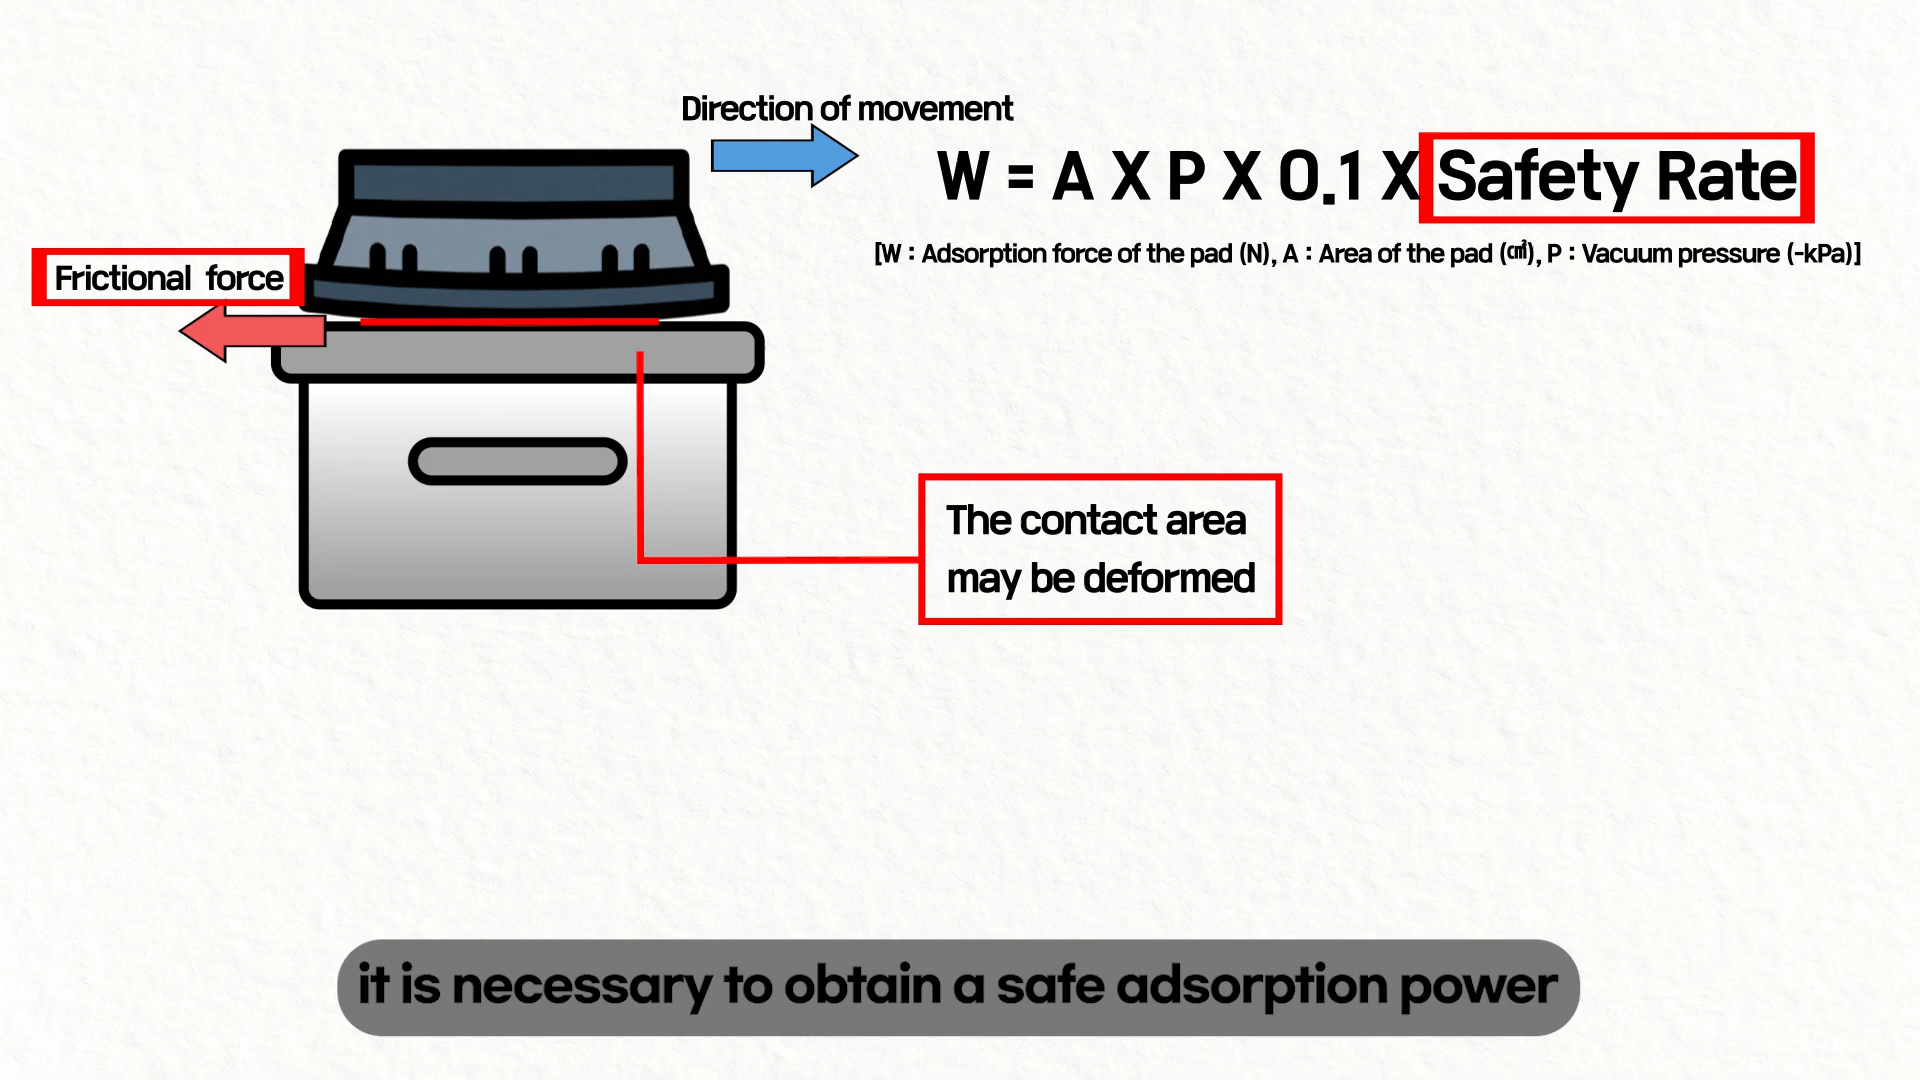 Direction of movement
W = A X P X 0.1 X Safety Rate
[W : Adsorption force of the pad (N), A : Area of the pad (㎠), P : Vacuum pressure (-kPa)]
Frictional force
The contact area
may be deformed
it is necessary to obtain a safe adsorption power